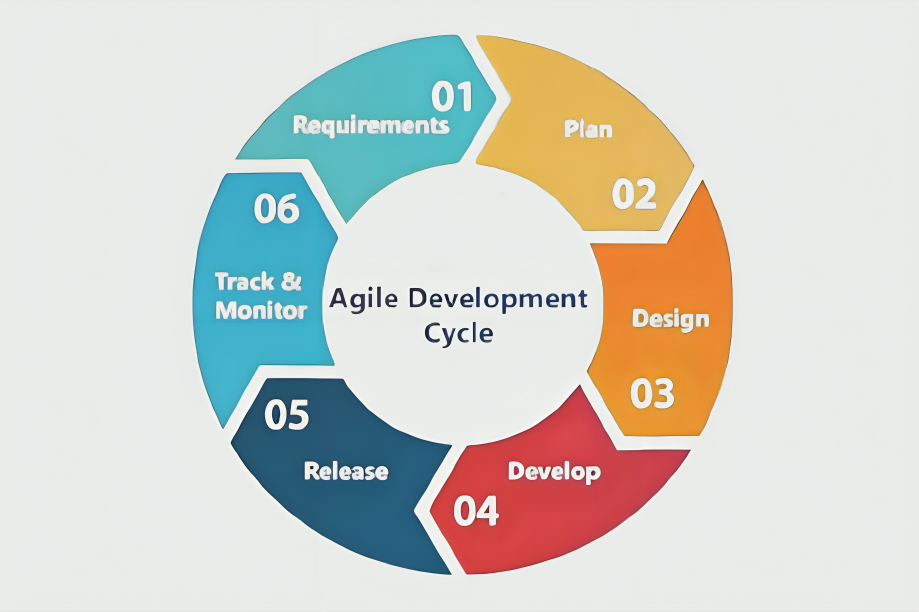 01
Requirements
Plan
02
Design
03
Develop
04
05
Release
06
Track &
Monitor
Agile Development
Cycle